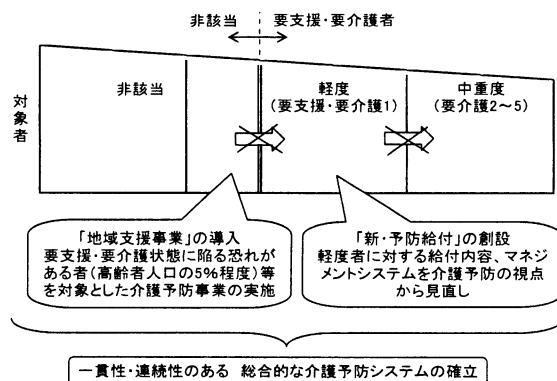 非該当 要支援・要介護者
対象者
非該当
軽度
(要支援・要介護1)
中重度
(要介護2～5)
「地域支援事業」の導入
要支援・要介護状態に陥る恐れが
ある者(高齢者人口の5%程度)等
を対象とした介護予防事業の実施
「新・予防給付」の創設
軽度者に対する給付内容、マネジ
メントシステムを介護予防の視点
から見直し
一貫性・連続性のある 総合的な介護予防システムの確立